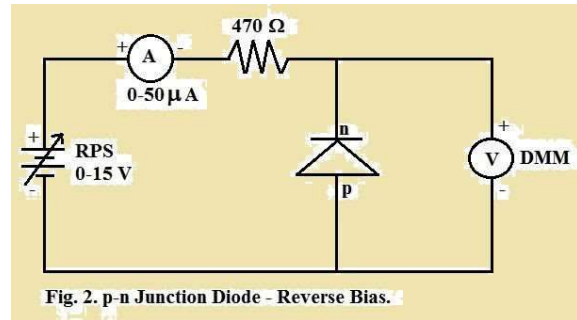 470 Ω
+ A -
0-50 μ A
+ RPS
0-15 V
-
n
p
+
V DMM
-
Fig. 2. p-n Junction Diode - Reverse Bias.